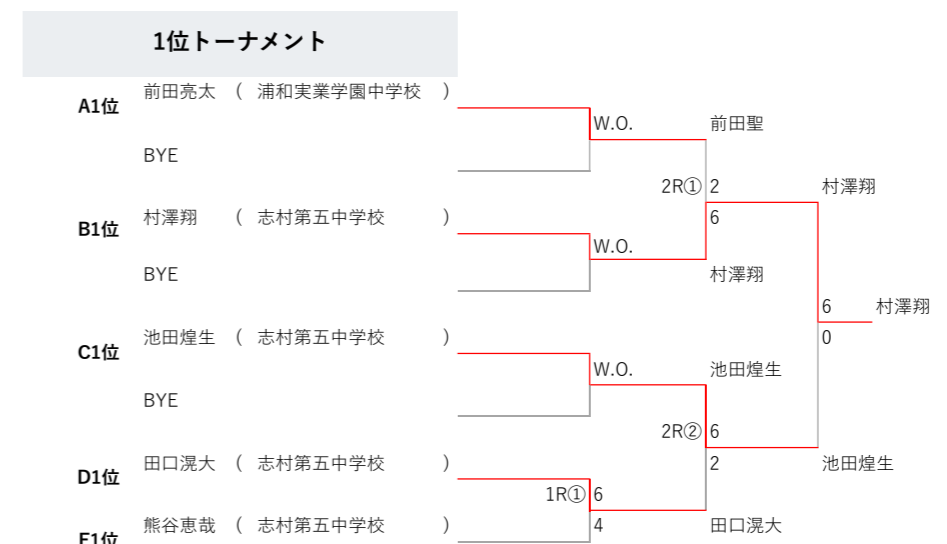 1位トーナメント
A1位 前田亮太 ( 浦和実業学園中学校 )
W.O. 前田聖
BYE
2R① 2 村澤翔
B1位 村澤翔 ( 志村第五中学校 ) 6
W.O.
BYE 村澤翔
6 村澤翔
C1位 池田煌生 ( 志村第五中学校 ) 0
W.O. 池田煌生
BYE
2R② 6
D1位 田口滉大 ( 志村第五中学校 ) 2 池田煌生
1R① 6
E1位 熊谷恵哉 ( 志村第五中学校 ) 4 田口滉大